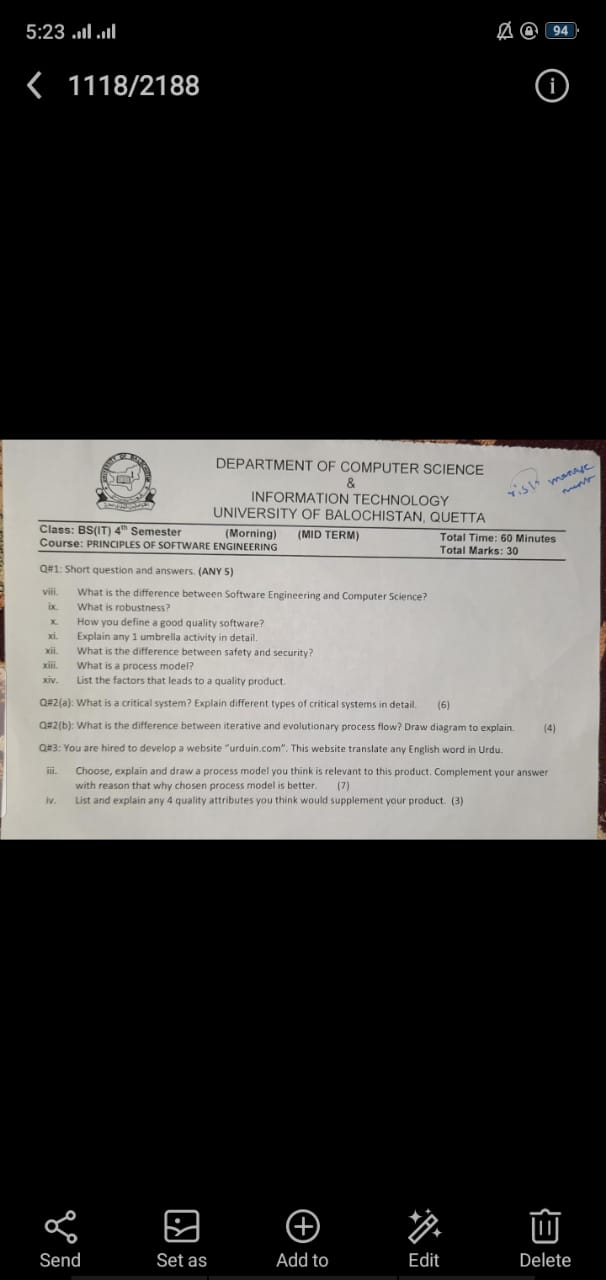 5:23
94
1118/2188
DEPARTMENT OF COMPUTER SCIENCE
&
INFORMATION TECHNOLOGY
UNIVERSITY OF BALOCHISTAN, QUETTA
risk manage
ment
Class: BS(IT) 4th Semester (Morning) (MID TERM) Total Time: 60 Minutes
Course: PRINCIPLES OF SOFTWARE ENGINEERING Total Marks: 30
Q#1: Short question and answers. (ANY 5)
viii. What is the difference between Software Engineering and Computer Science?
ix. What is robustness?
x. How you define a good quality software?
xi. Explain any 1 umbrella activity in detail.
xii. What is the difference between safety and security?
xiii. What is a process model?
xiv. List the factors that leads to a quality product.
Q#2(a): What is a critical system? Explain different types of critical systems in detail. (6)
Q#2(b): What is the difference between iterative and evolutionary process flow? Draw diagram to explain. (4)
Q#3: You are hired to develop a website "urduin.com". This website translate any English word in Urdu.
iii. Choose, explain and draw a process model you think is relevant to this product. Complement your answer
with reason that why chosen process model is better. (7)
iv. List and explain any 4 quality attributes you think would supplement your product. (3)
Send
Set as
Add to
Edit
Delete